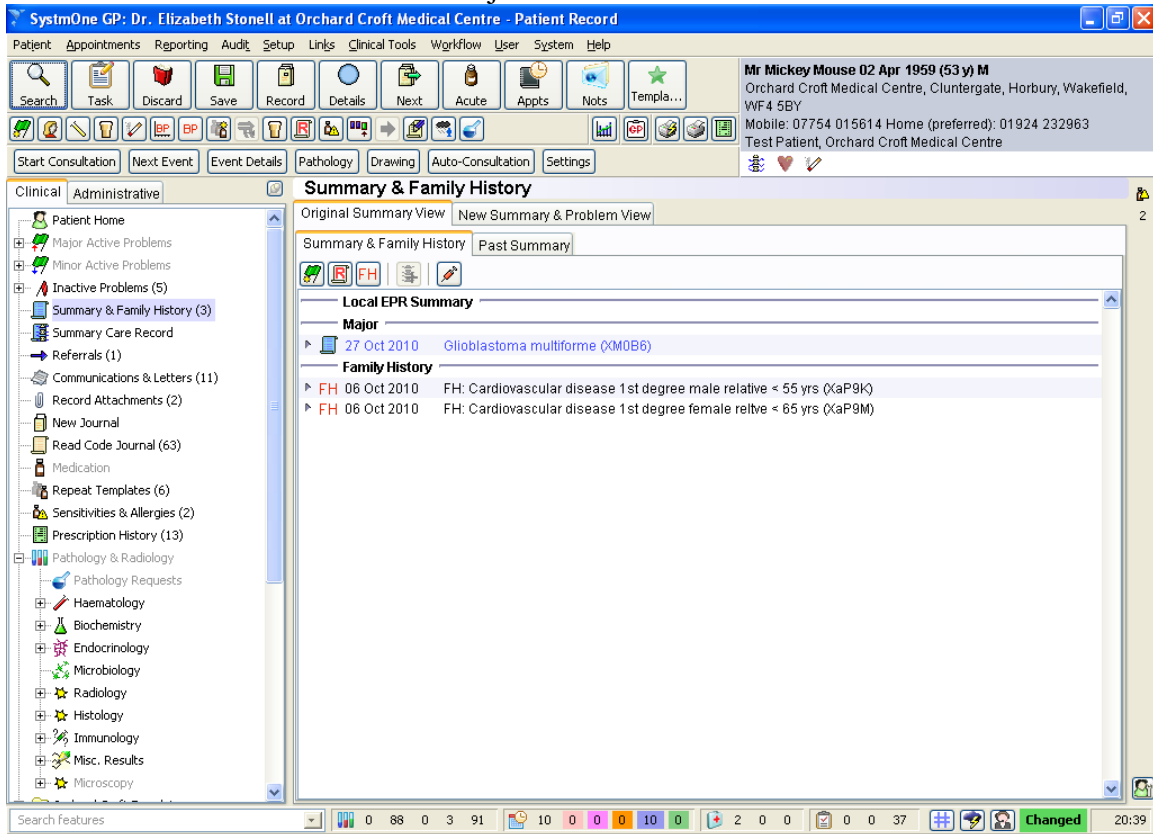 SystmOne GP: Dr. Elizabeth Stonell at Orchard Croft Medical Centre - Patient Record
Patient Appointments Reporting Audit Setup Links Clinical Tools Workflow User System Help
Search Task Discard Save Record Details Next Acute Appts Nots Templa...
Mr Mickey Mouse 02 Apr 1959 (53 y) M
Orchard Croft Medical Centre, Cluntergate, Horbury, Wakefield,
WF4 5BY
Mobile: 07754 015614 Home (preferred): 01924 232963
Test Patient, Orchard Croft Medical Centre
BP BP R GP
Start Consultation Next Event Event Details Pathology Drawing Auto-Consultation Settings
Clinical Administrative
Patient Home
Major Active Problems
Minor Active Problems
Inactive Problems (5)
Summary & Family History (3)
Summary Care Record
Referrals (1)
Communications & Letters (11)
Record Attachments (2)
New Journal
Read Code Journal (63)
Medication
Repeat Templates (6)
Sensitivities & Allergies (2)
Prescription History (13)
Pathology & Radiology
Pathology Requests
Haematology
Biochemistry
Endocrinology
Microbiology
Radiology
Histology
Immunology
Misc. Results
Microscopy
Summary & Family History
2
Original Summary View New Summary & Problem View
Summary & Family History Past Summary
R FH
Local EPR Summary
Major
27 Oct 2010 Glioblastoma multiforme (XM0B6)
Family History
FH 06 Oct 2010 FH: Cardiovascular disease 1st degree male relative < 55 yrs (XaP9K)
FH 06 Oct 2010 FH: Cardiovascular disease 1st degree female reltve < 65 yrs (XaP9M)
Search features
0 88 0 3 91 10 0 0 0 10 0 2 0 0 0 0 37 Changed 20:39